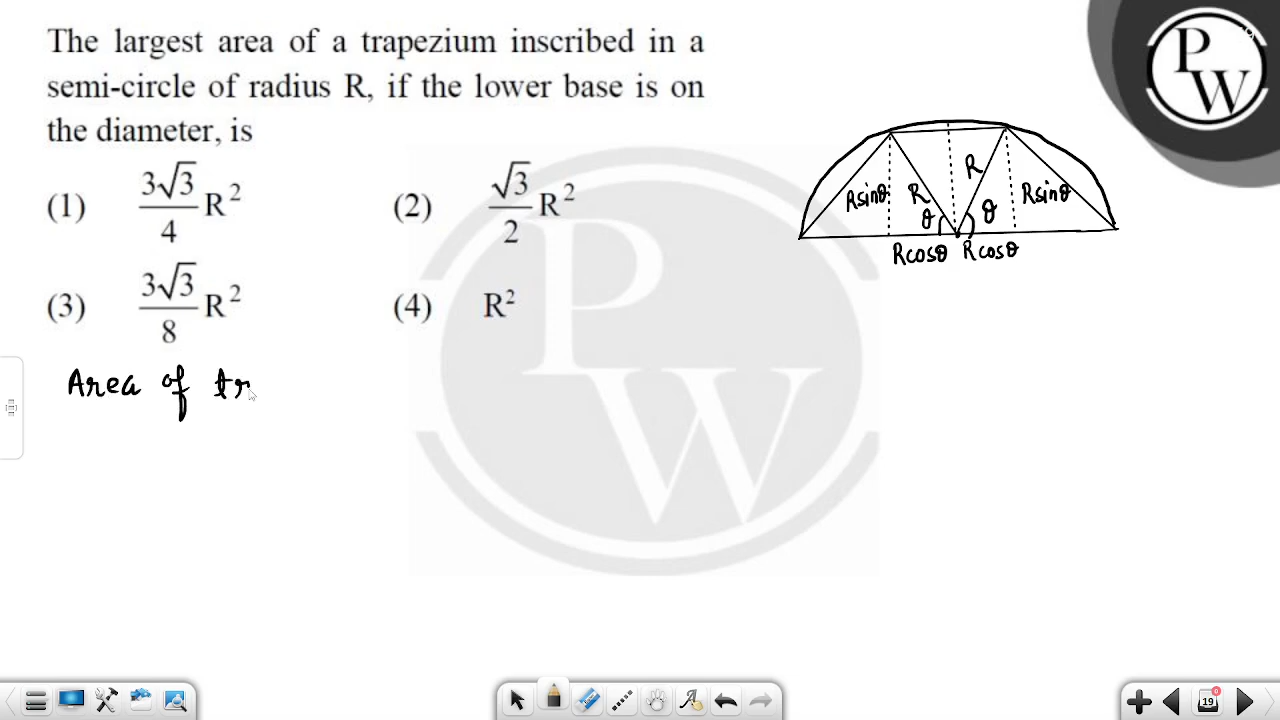 The largest area of a trapezium inscribed in a
semi-circle of radius R, if the lower base is on
the diameter, is
(1) 3√3/4 R² (2) √3/2 R²
(3) 3√3/8 R² (4) R²
Area of tr
R
Rsinθ R θ θ Rsinθ
Rcosθ Rcosθ
P
W
P
W
19